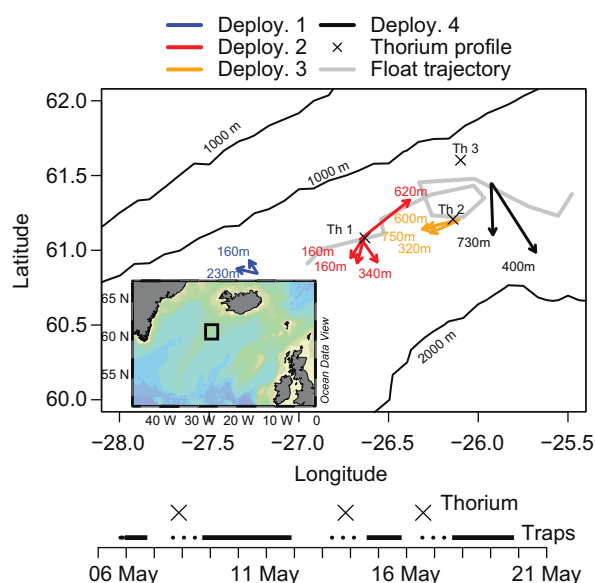 Deploy. 1
Deploy. 2
Deploy. 3
Deploy. 4
Thorium profile
Float trajectory
62.0
61.5
61.0
60.5
60.0
Latitude
1000 m
1000 m
2000 m
Th 3
Th 2
Th 1
620m
600m
750m
320m
160m
160m
340m
730m
400m
160m
230m
65 N
60 N
55 N
40 W 30 W 20 W 10 W 0
Ocean Data View
−28.0 −27.5 −27.0 −26.5 −26.0 −25.5
Longitude
Thorium
Traps
06 May 11 May 16 May 21 May